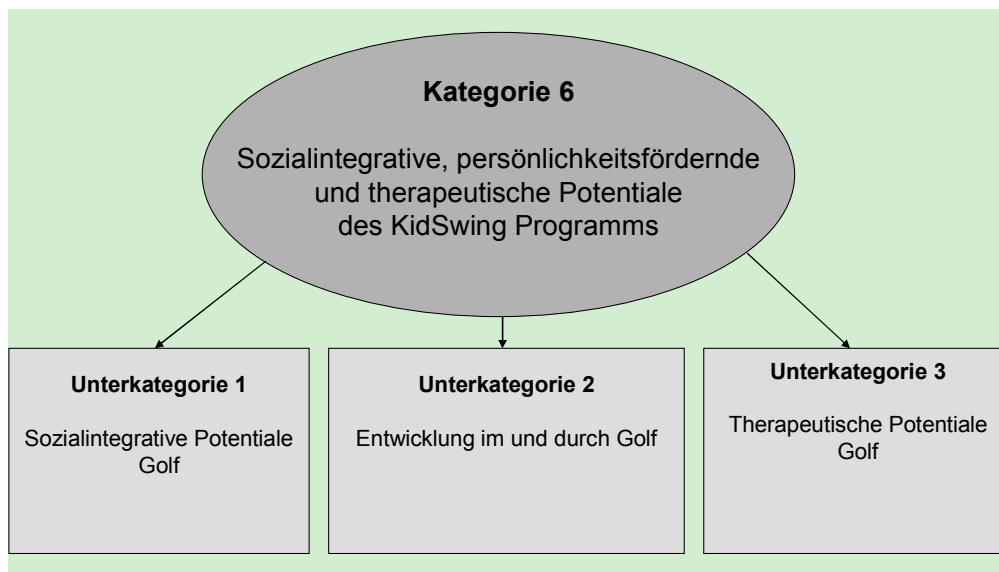 Kategorie 6
Sozialintegrative, persönlichkeitsfördernde
und therapeutische Potentiale
des KidSwing Programms
Unterkategorie 1
Sozialintegrative Potentiale
Golf
Unterkategorie 2
Entwicklung im und durch Golf
Unterkategorie 3
Therapeutische Potentiale
Golf